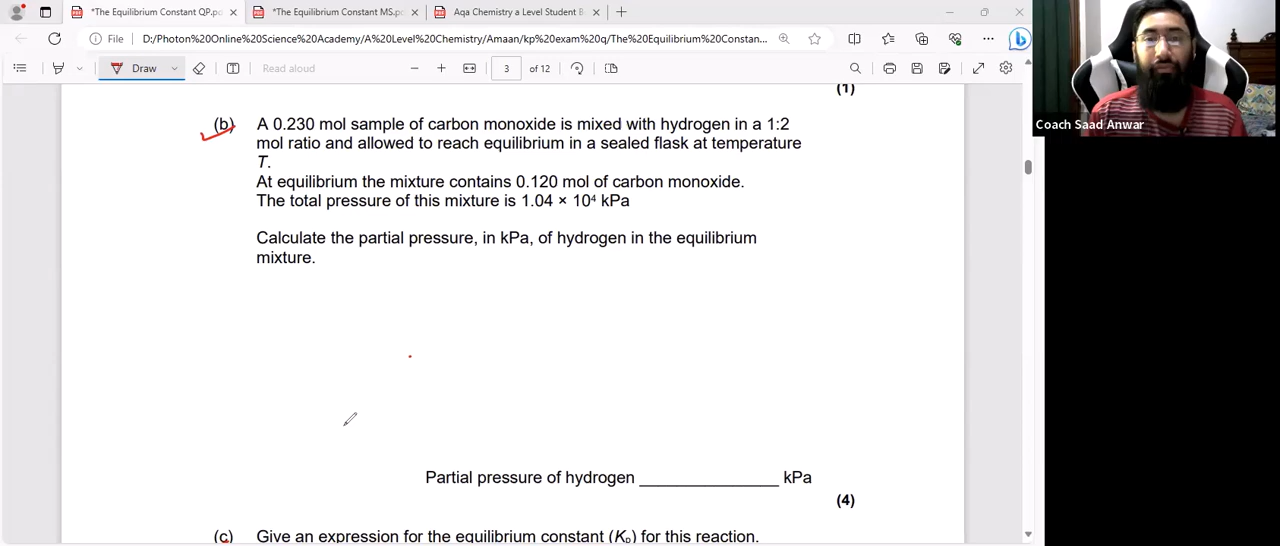 *The Equilibrium Constant QP.pd
*The Equilibrium Constant MS.p
Aqa Chemistry a Level Student B
File
D:/Photon%20Online%20Science%20Academy/A%20Level%20Chemistry/Amaan/kp%20exam%20q/The%20Equilibrium%20Constan...
Draw
Read aloud
3
of 12
(1)
Coach Saad Anwar
(b) A 0.230 mol sample of carbon monoxide is mixed with hydrogen in a 1:2
mol ratio and allowed to reach equilibrium in a sealed flask at temperature
T.
At equilibrium the mixture contains 0.120 mol of carbon monoxide.
The total pressure of this mixture is 1.04 × 10⁴ kPa
Calculate the partial pressure, in kPa, of hydrogen in the equilibrium
mixture.
Partial pressure of hydrogen _______________ kPa
(4)
(c) Give an expression for the equilibrium constant (Kₚ) for this reaction.